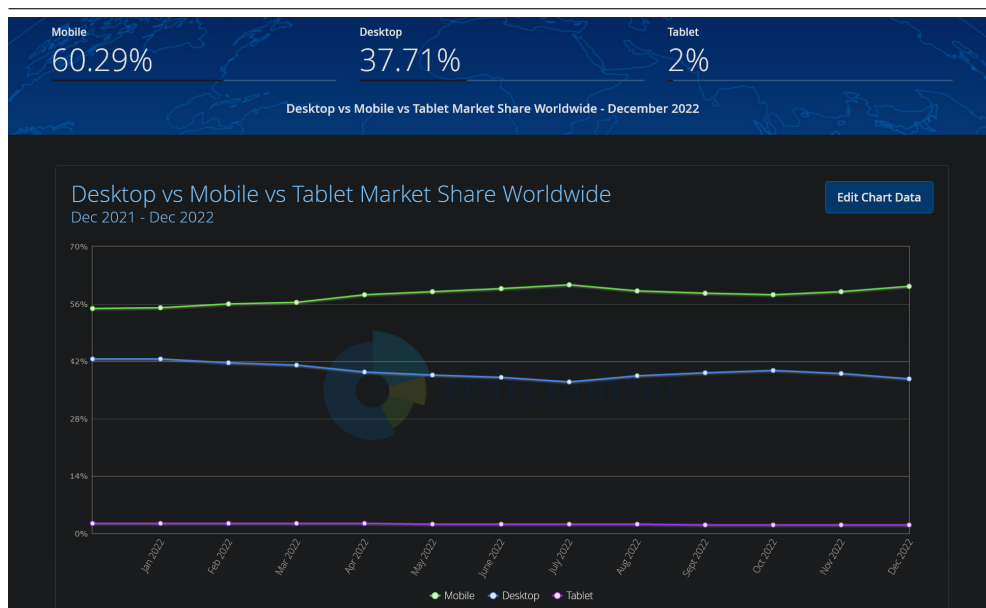 Mobile Desktop Tablet
60.29% 37.71% 2%
Desktop vs Mobile vs Tablet Market Share Worldwide - December 2022
Desktop vs Mobile vs Tablet Market Share Worldwide
Edit Chart Data
Dec 2021 - Dec 2022
70%
56%
42%
28%
14%
0%
Jan 2022 Feb 2022 Mar 2022 Apr 2022 May 2022 June 2022 July 2022 Aug 2022 Sept 2022 Oct 2022 Nov 2022 Dec 2022
Mobile Desktop Tablet